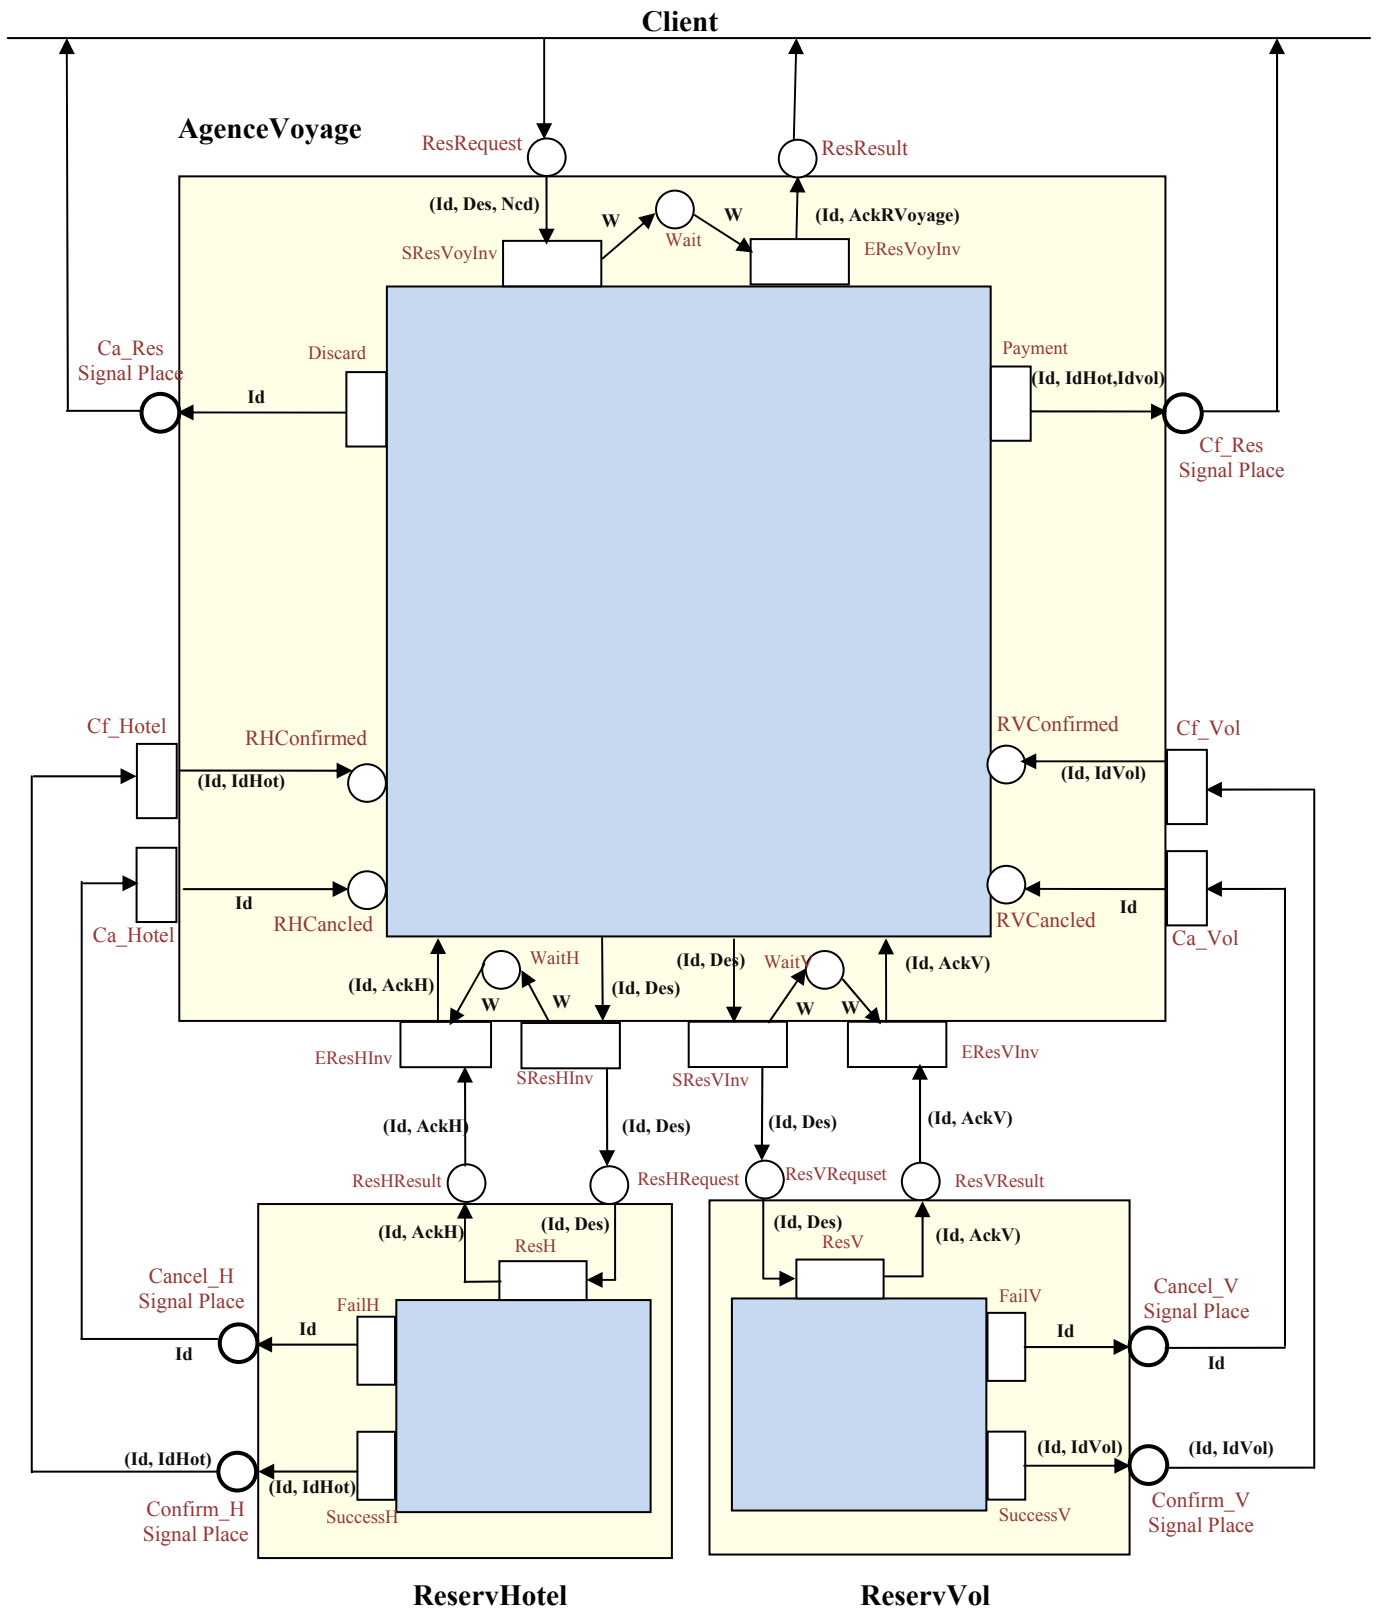 Client
AgenceVoyage
ResRequest
ResResult
(Id, Des, Ncd)
W
W
(Id, AckRVoyage)
Wait
SResVoyInv
EResVoyInv
Ca_Res
Signal Place
Discard
Id
Payment
(Id, IdHot,Idvol)
Cf_Res
Signal Place
Cf_Hotel
RHConfirmed
(Id, IdHot)
RVConfirmed
Cf_Vol
(Id, IdVol)
Id
RHCancled
Ca_Hotel
Id
RVCancled
Ca_Vol
WaitH
(Id, AckH)
(Id, Des)
(Id, Des)
WaitV
(Id, AckV)
W
W
W
W
EResHInv
SResHInv
SResVInv
EResVInv
(Id, AckH)
(Id, Des)
(Id, Des)
(Id, AckV)
ResHResult
ResHRequest
ResVRequset
ResVResult
(Id, AckH)
(Id, Des)
(Id, Des)
(Id, AckV)
ResH
ResV
Cancel_H
Signal Place
FailH
Id
Id
FailV
Id
Cancel_V
Signal Place
Id
(Id, IdHot)
(Id, IdHot)
Confirm_H
Signal Place
SuccessH
(Id, IdVol)
(Id, IdVol)
SuccessV
Confirm_V
Signal Place
ReservHotel
ReservVol